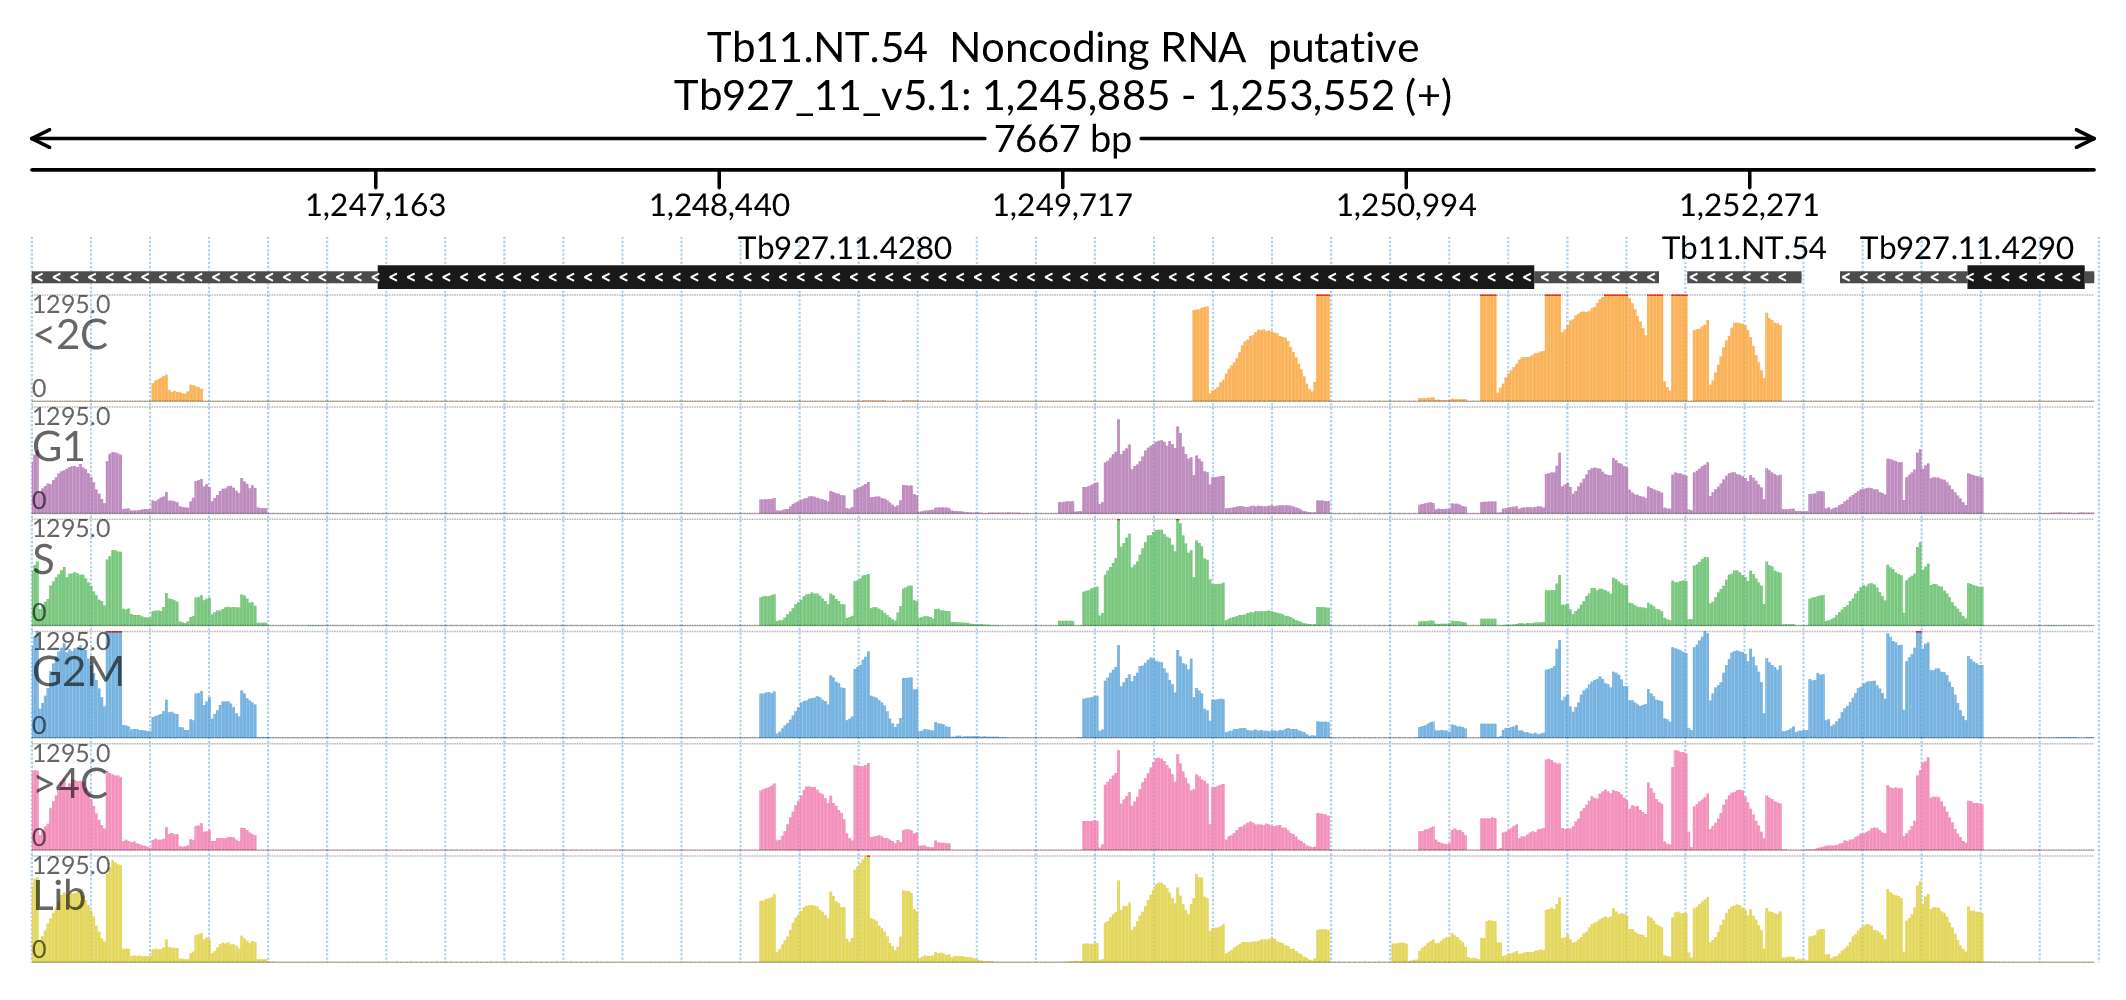 Tb11.NT.54 Noncoding RNA putative
Tb927_11_v5.1: 1,245,885 - 1,253,552 (+)
7667 bp
1,247,163 1,248,440 1,249,717 1,250,994 1,252,271
Tb927.11.4280 Tb11.NT.54 Tb927.11.4290
1295.0
<2C
0
1295.0
G1
0
1295.0
S
0
1295.0
G2M
0
1295.0
>4C
0
1295.0
Lib
0